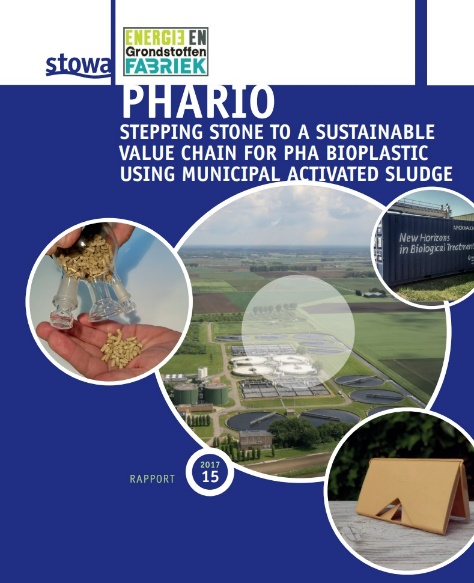 stowa
ENERGIE EN
Grondstoffen
FABRIEK
PHARIO
STEPPING STONE TO A SUSTAINABLE
VALUE CHAIN FOR PHA BIOPLASTIC
USING MUNICIPAL ACTIVATED SLUDGE
New Horizons
in Biological Treatment
RAPPORT
2017
15